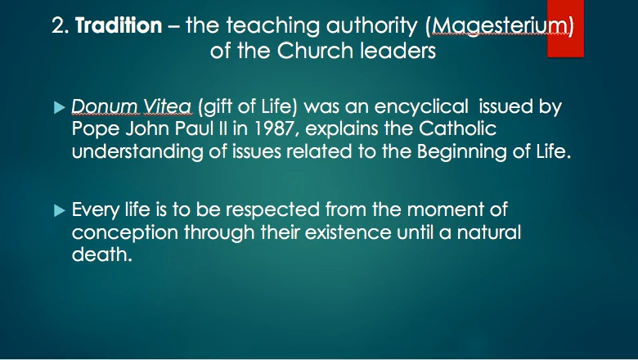 2. Tradition – the teaching authority (Magesterium)
of the Church leaders
Donum Vitea (gift of Life) was an encyclical issued by
Pope John Paul II in 1987, explains the Catholic
understanding of issues related to the Beginning of Life.
Every life is to be respected from the moment of
conception through their existence until a natural
death.